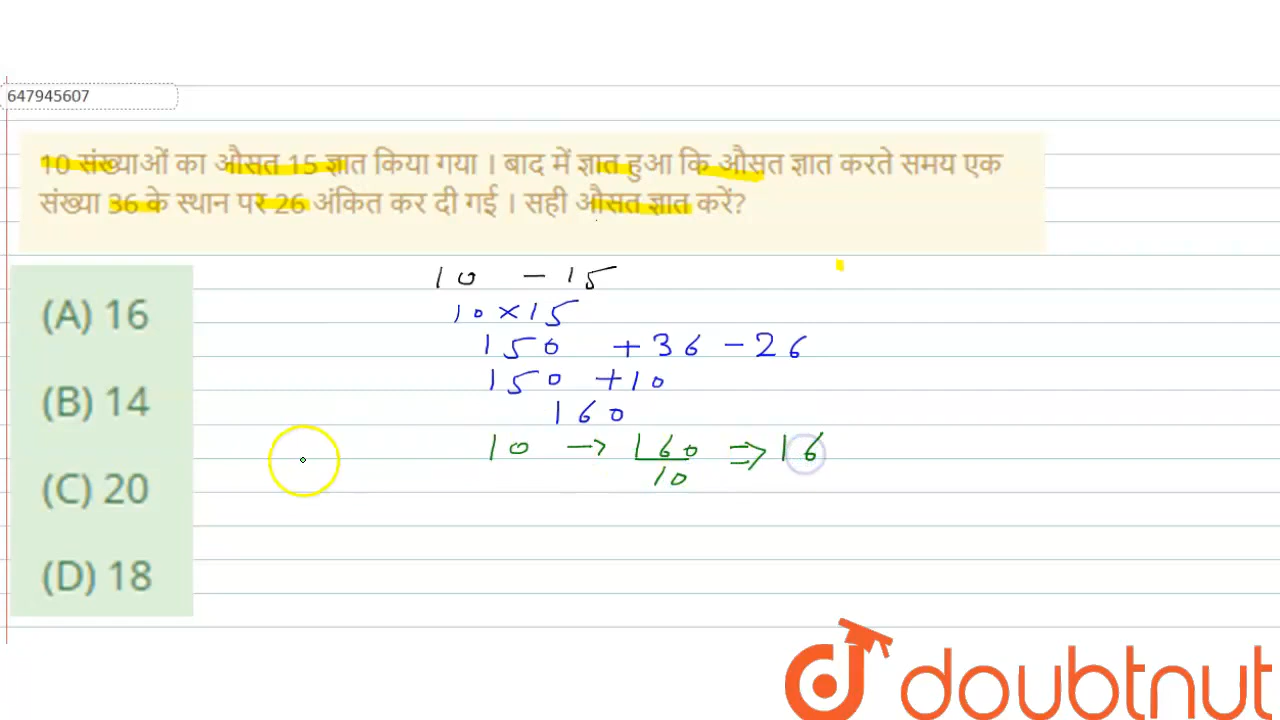 647945607
10 संख्याओं का औसत 15 ज्ञात किया गया । बाद में ज्ञात हुआ कि औसत ज्ञात करते समय एक
संख्या 36 के स्थान पर 26 अंकित कर दी गई । सही औसत ज्ञात करें?
(A) 16
(B) 14
(C) 20
(D) 18
10 - 15
10 × 15
150 + 36 - 26
150 + 10
160
10 → 160/10 ⇒ 16
doubtnut